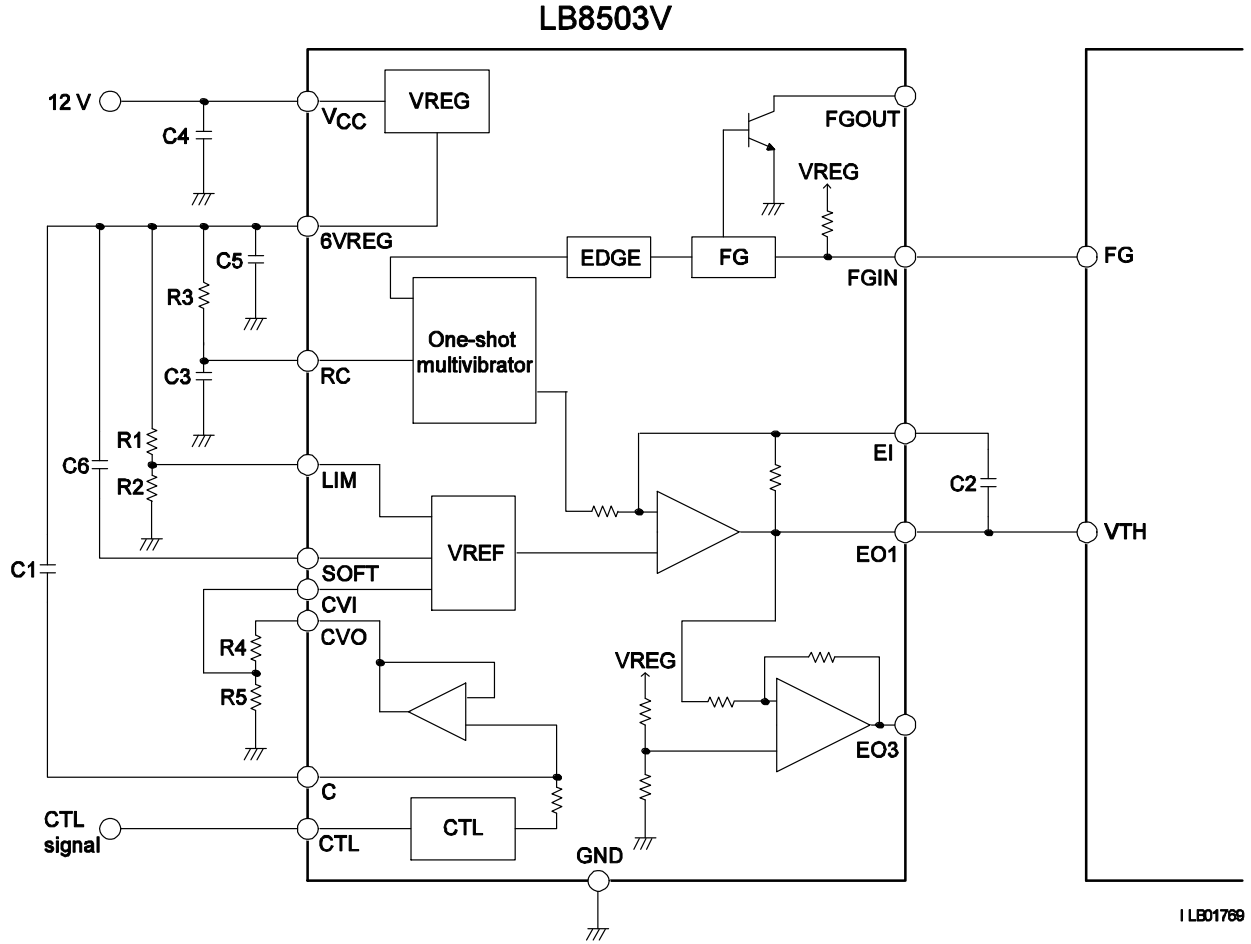 LB8503V
12 V
VCC
VREG
FGOUT
C4
VREG
6VREG
C5
EDGE
FG
FGIN
FG
R3
One-shot
multivibrator
C3
RC
R1
EI
C6
R2
LIM
C2
VREF
EO1
VTH
C1
SOFT
CVI
CVO
R4
R5
VREG
EO3
C
CTL
signal
CTL
CTL
GND
I LB01769